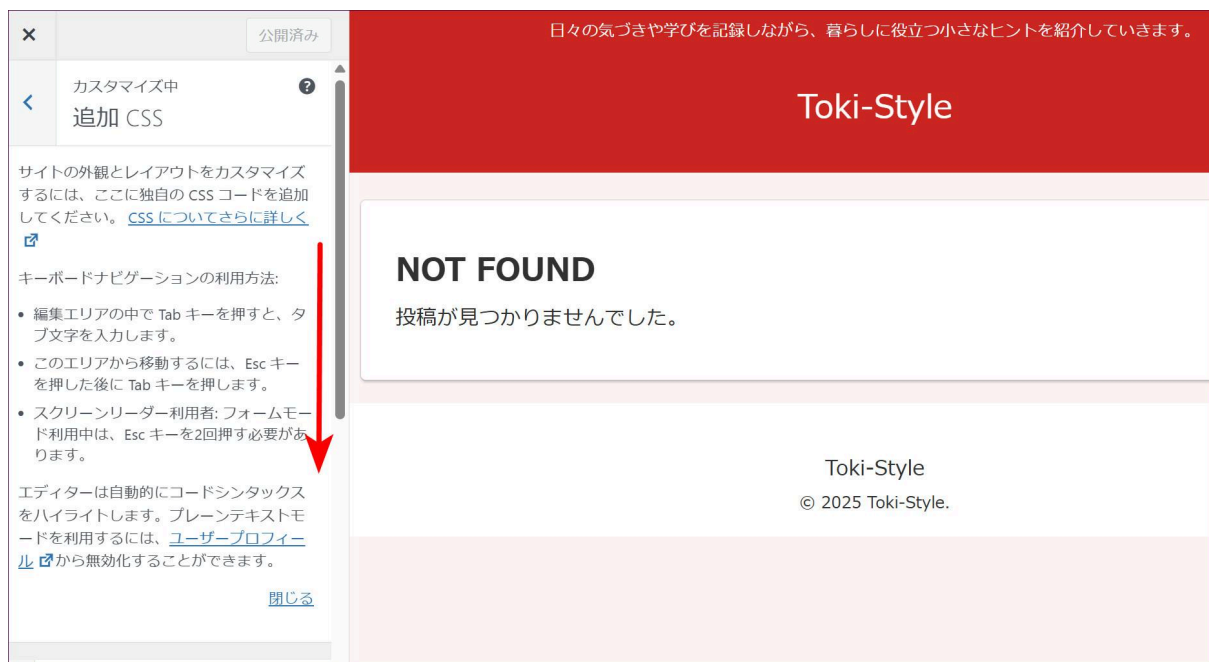 公開済み
カスタマイズ中
追加 CSS
サイトの外観とレイアウトをカスタマイズ
するには、ここに独自の CSS コードを追加
してください。 CSS についてさらに詳しく
キーボードナビゲーションの利用方法:
• 編集エリアの中で Tab キーを押すと、タ
ブ文字を入力します。
• このエリアから移動するには、Esc キー
を押した後に Tab キーを押します。
• スクリーンリーダー利用者: フォームモー
ド利用中は、Esc キーを2回押す必要があ
ります。
エディターは自動的にコードシンタックス
をハイライトします。プレーンテキストモ
ードを利用するには、ユーザープロフィー
ル から無効化することができます。
閉じる
日々の気づきや学びを記録しながら、暮らしに役立つ小さなヒントを紹介していきます。
Toki-Style
NOT FOUND
投稿が見つかりませんでした。
Toki-Style
© 2025 Toki-Style.